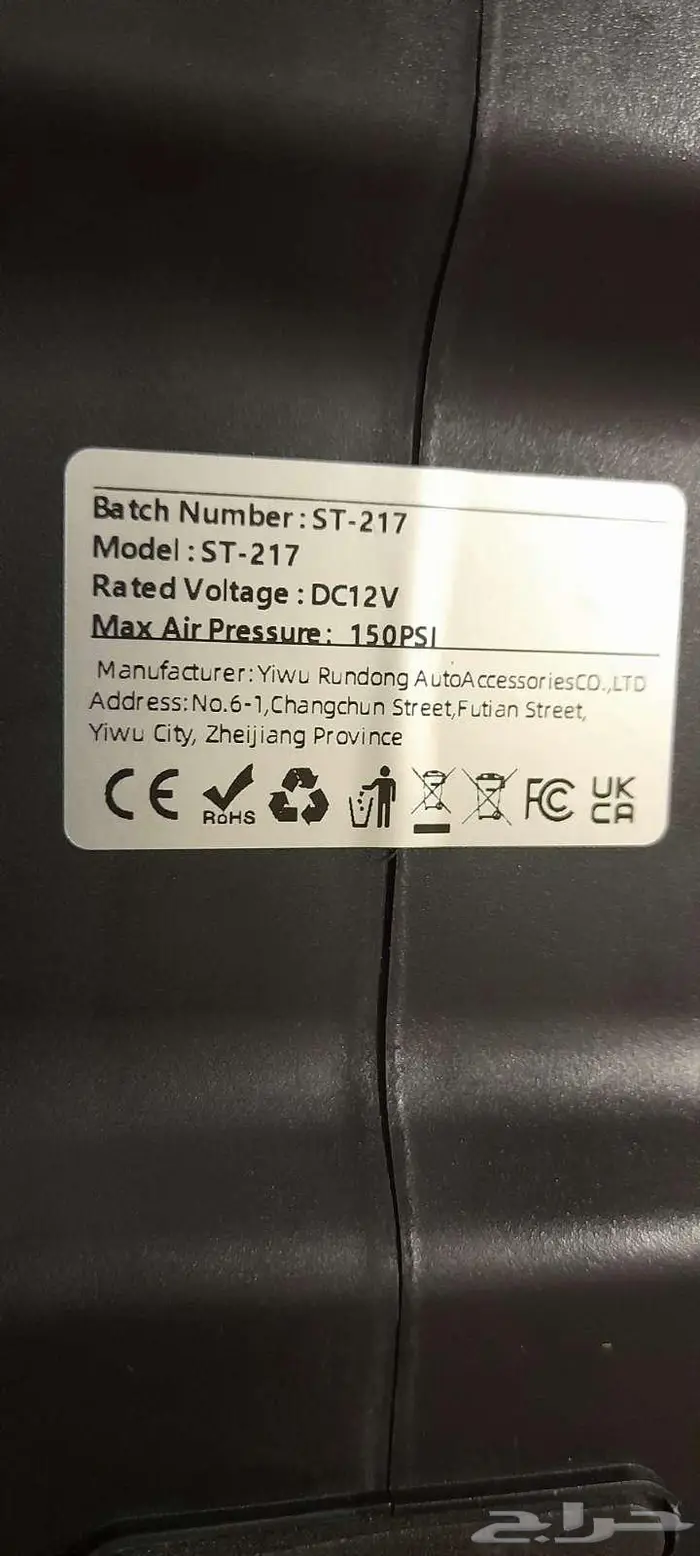 Batch Number:ST-217
Model:ST-217
Rated Voltage:DC12V
Max Air Pressure: 150PSI
Manufacturer:Yiwu Rundong AutoAccessoriesCO.,LTD
Address:No.6-1,Changchun Street,Futian Street,
Yiwu City, Zheijiang Province
CE RoHS FC UK CA
حراج